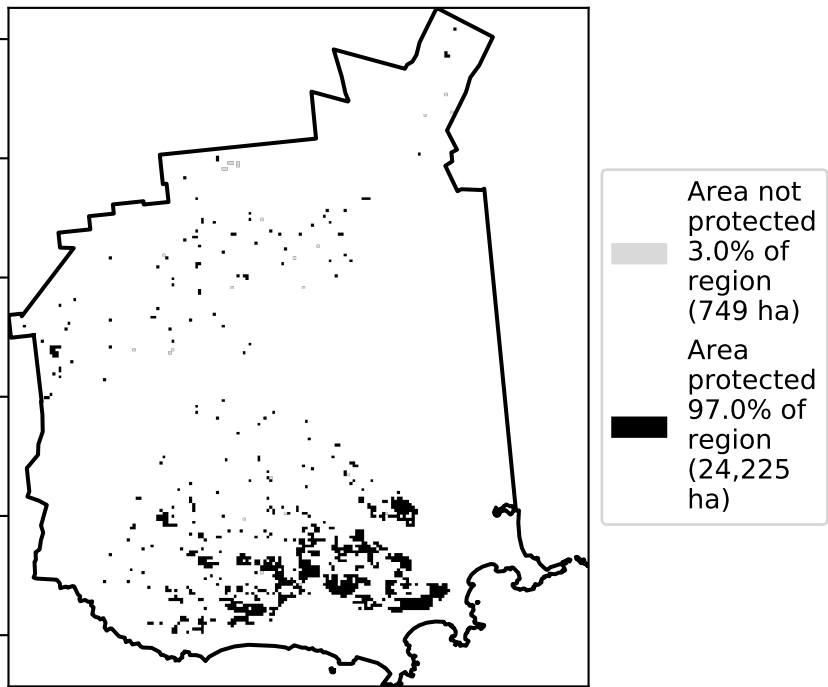 Area not
protected
3.0% of
region
(749 ha)
Area
protected
97.0% of
region
(24,225
ha)